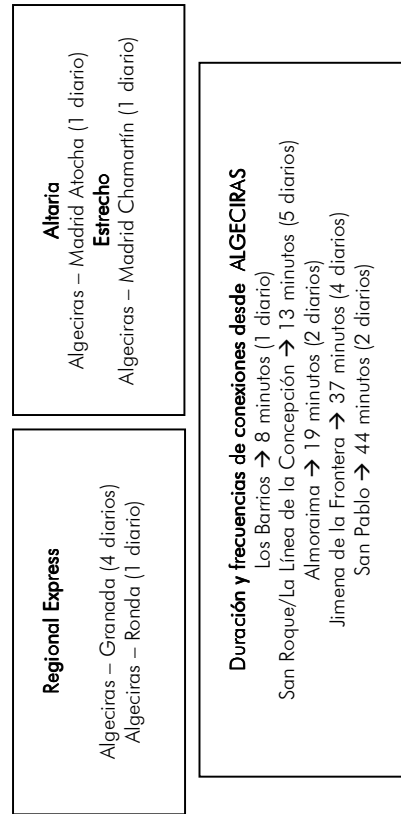 Regional Express
Algeciras – Granada (4 diarios)
Algeciras – Ronda (1 diario)
Altaria
Algeciras – Madrid Atocha (1 diario)
Estrecho
Algeciras – Madrid Chamartín (1 diario)
Duración y frecuencias de conexiones desde ALGECIRAS
Los Barrios → 8 minutos (1 diario)
San Roque/La Línea de la Concepción → 13 minutos (5 diarios)
Almoraima → 19 minutos (2 diarios)
Jimena de la Frontera → 37 minutos (4 diarios)
San Pablo → 44 minutos (2 diarios)